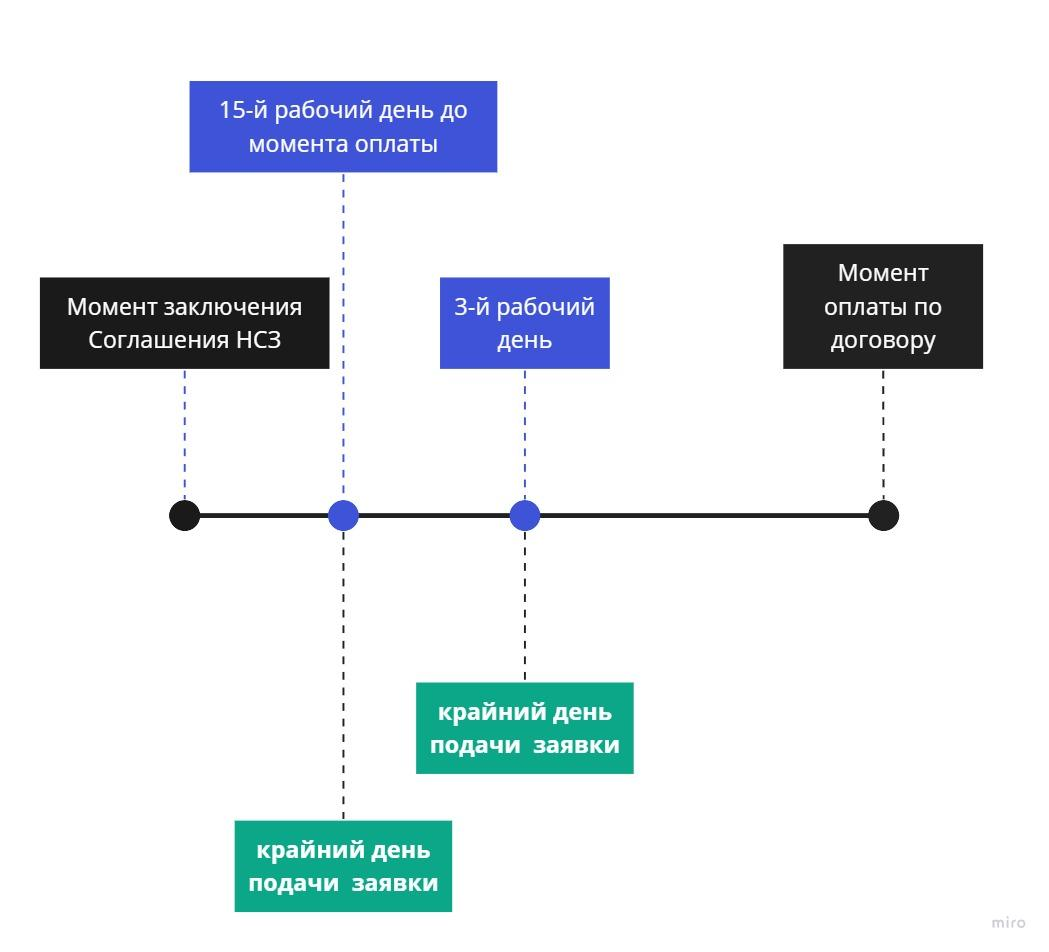 15-й рабочий день до
момента оплаты
Момент заключения
Соглашения НСЗ
3-й рабочий
день
Момент
оплаты по
договору
крайний день
подачи  заявки
крайний день
подачи  заявки
miro